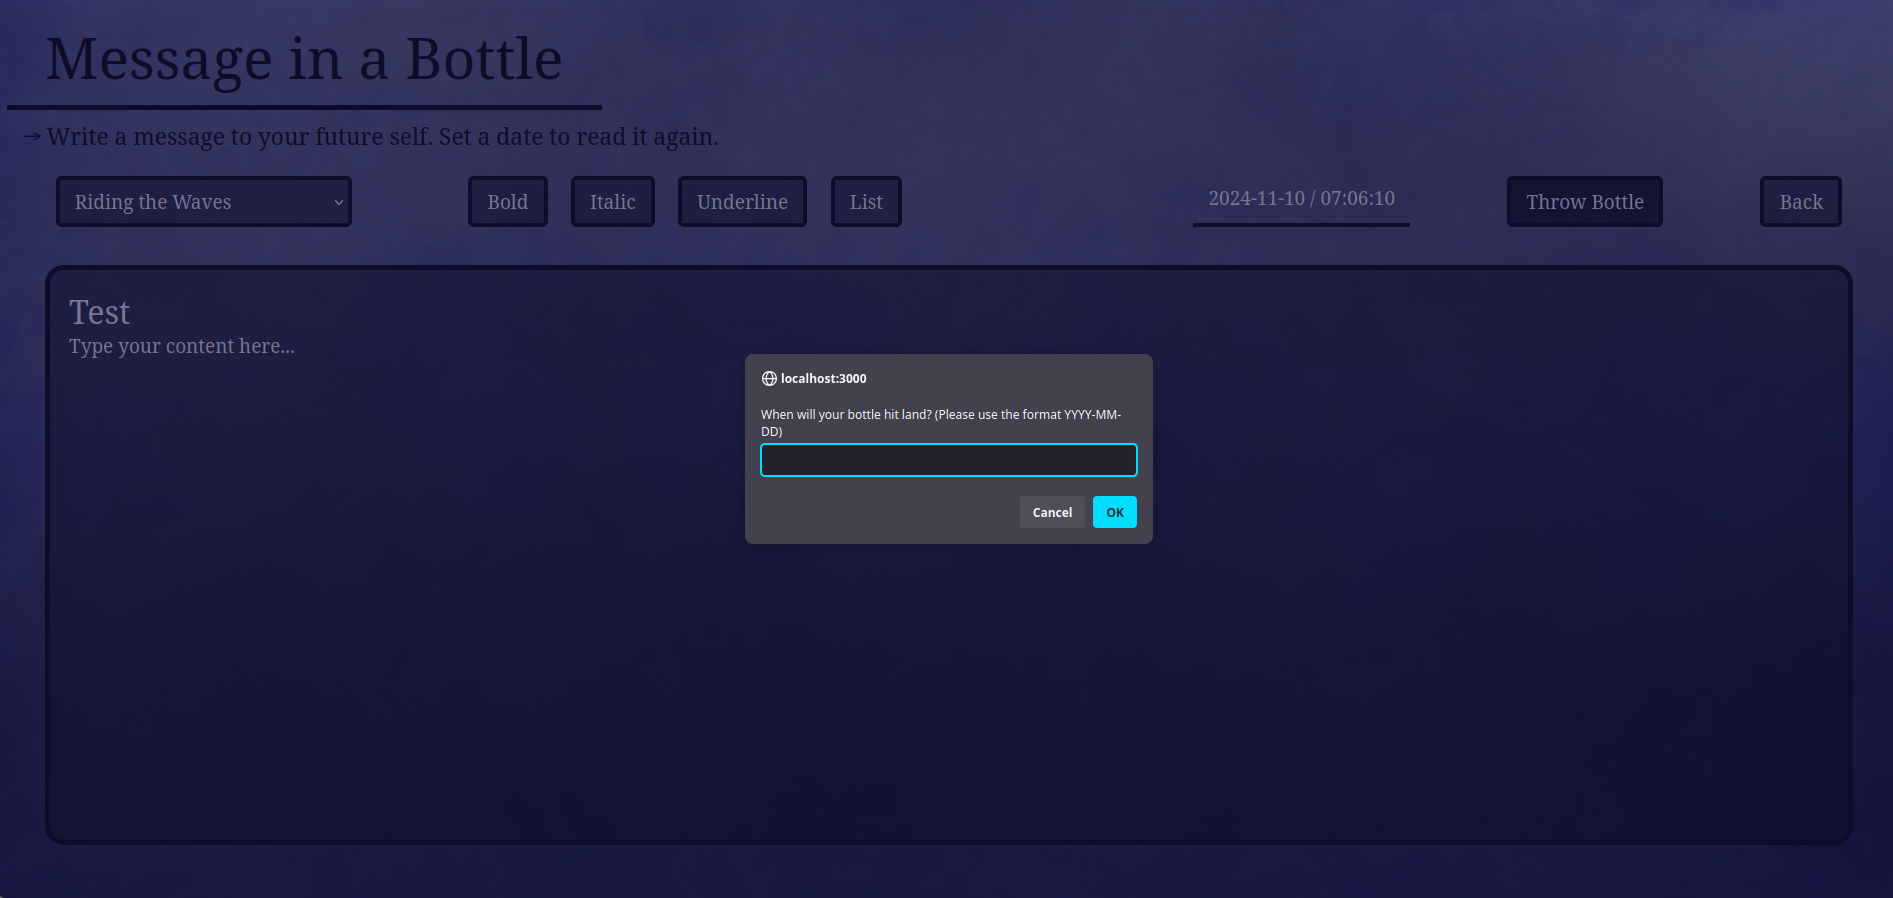 Message in a Bottle
→ Write a message to your future self. Set a date to read it again.
Riding the Waves
Bold
Italic
Underline
List
2024-11-10 / 07:06:10
Throw Bottle
Back
Test
Type your content here...
localhost:3000
When will your bottle hit land? (Please use the format YYYY-MM-
DD)
Cancel
OK